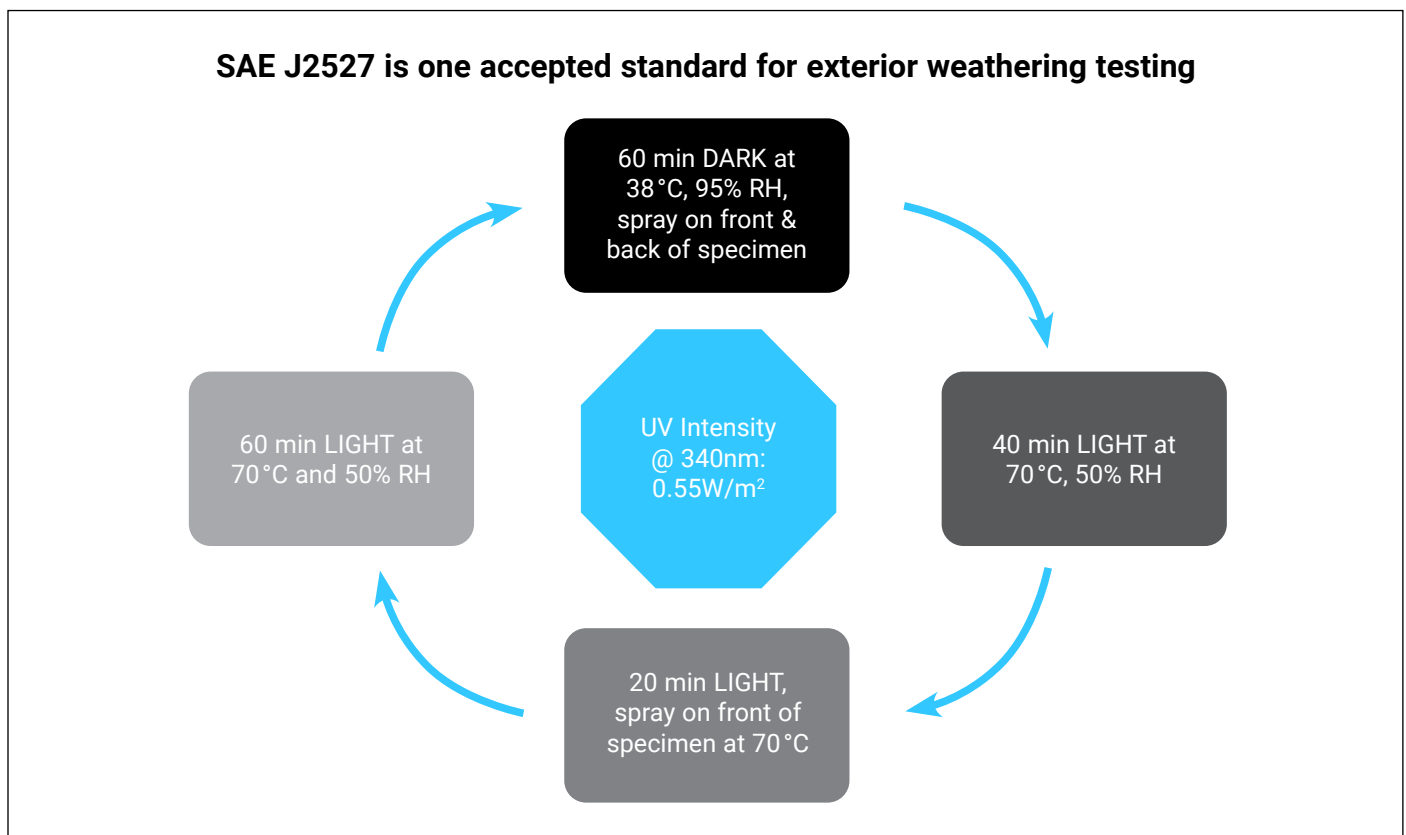 SAE J2527 is one accepted standard for exterior weathering testing
60 min DARK at
38°C, 95% RH,
spray on front &
back of specimen
40 min LIGHT at
70°C, 50% RH
20 min LIGHT,
spray on front of
specimen at 70°C
60 min LIGHT at
70°C and 50% RH
UV Intensity
@ 340nm:
0.55W/m²